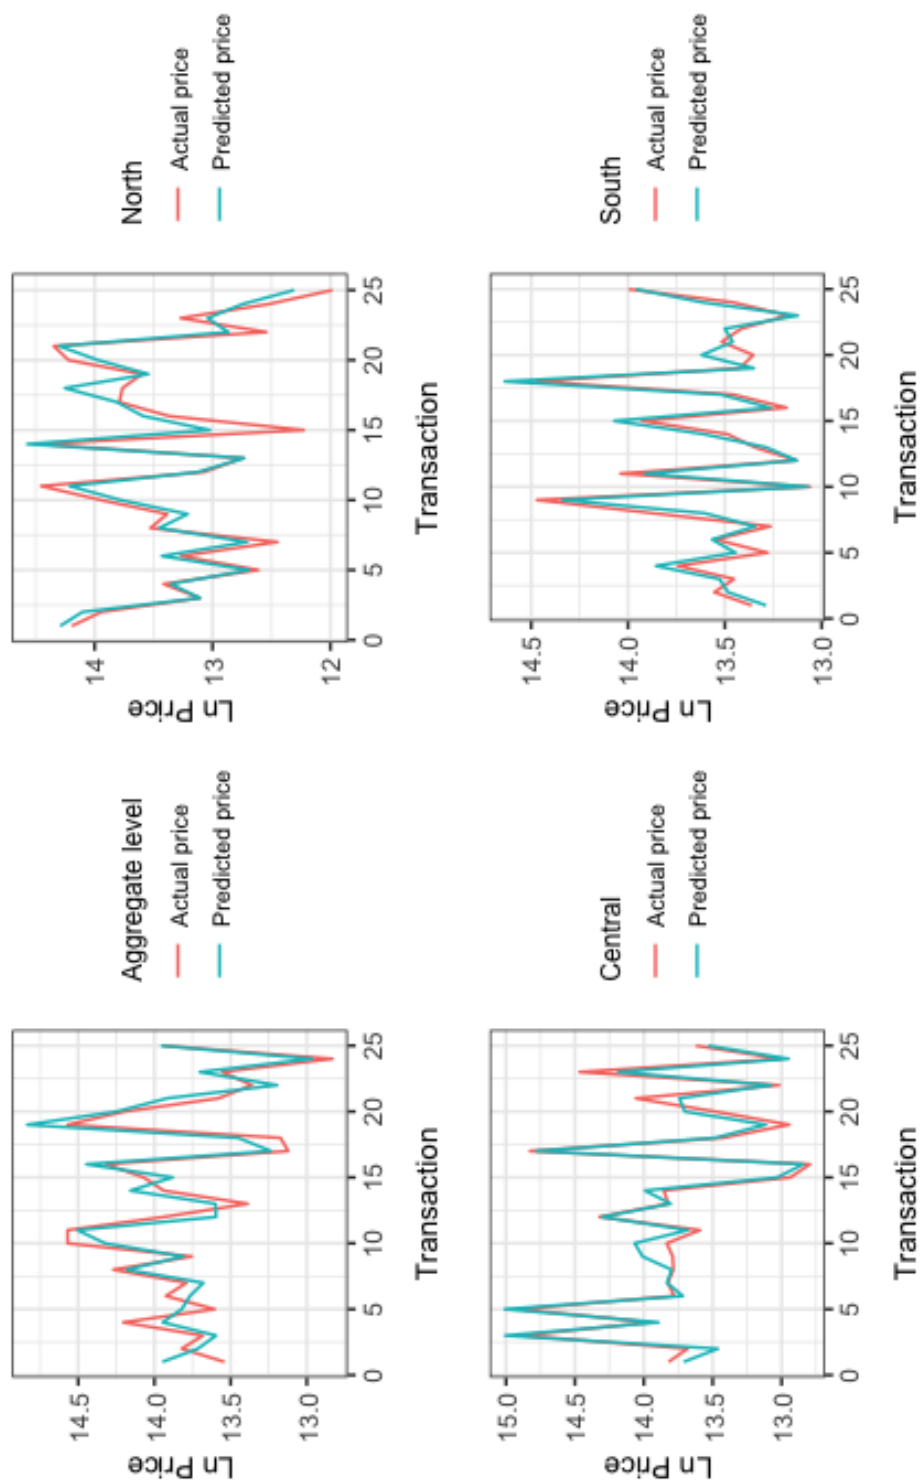 Ln Price
14.5
14.0
13.5
13.0
0 5 10 15 20 25
Transaction
Aggregate level
Actual price
Predicted price
Ln Price
14
13
12
0 5 10 15 20 25
Transaction
North
Actual price
Predicted price
Ln Price
15.0
14.5
14.0
13.5
13.0
0 5 10 15 20 25
Transaction
Central
Actual price
Predicted price
Ln Price
14.5
14.0
13.5
13.0
0 5 10 15 20 25
Transaction
South
Actual price
Predicted price